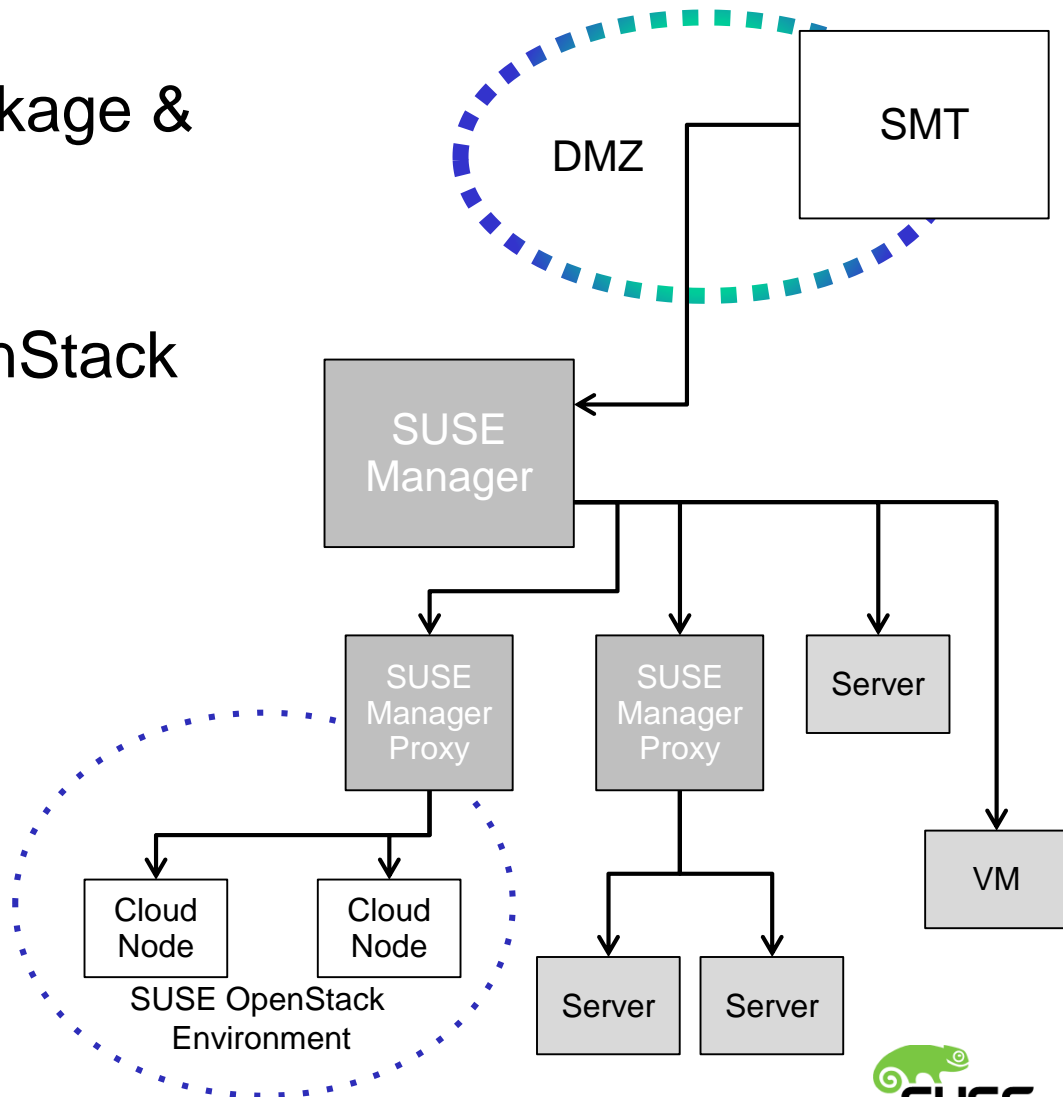 kage &
SMT
DMZ
nStack
SUSE
Manager
SUSE
Manager
Proxy
SUSE
Manager
Proxy
Server
VM
Cloud
Node
Cloud
Node
SUSE OpenStack
Environment
Server
Server